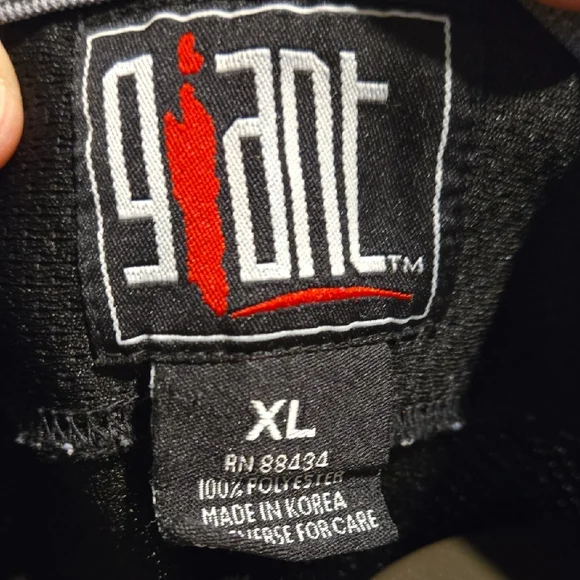 giant™
XL
RN 88434
100% POLYESTER
MADE IN KOREA
FOR CARE